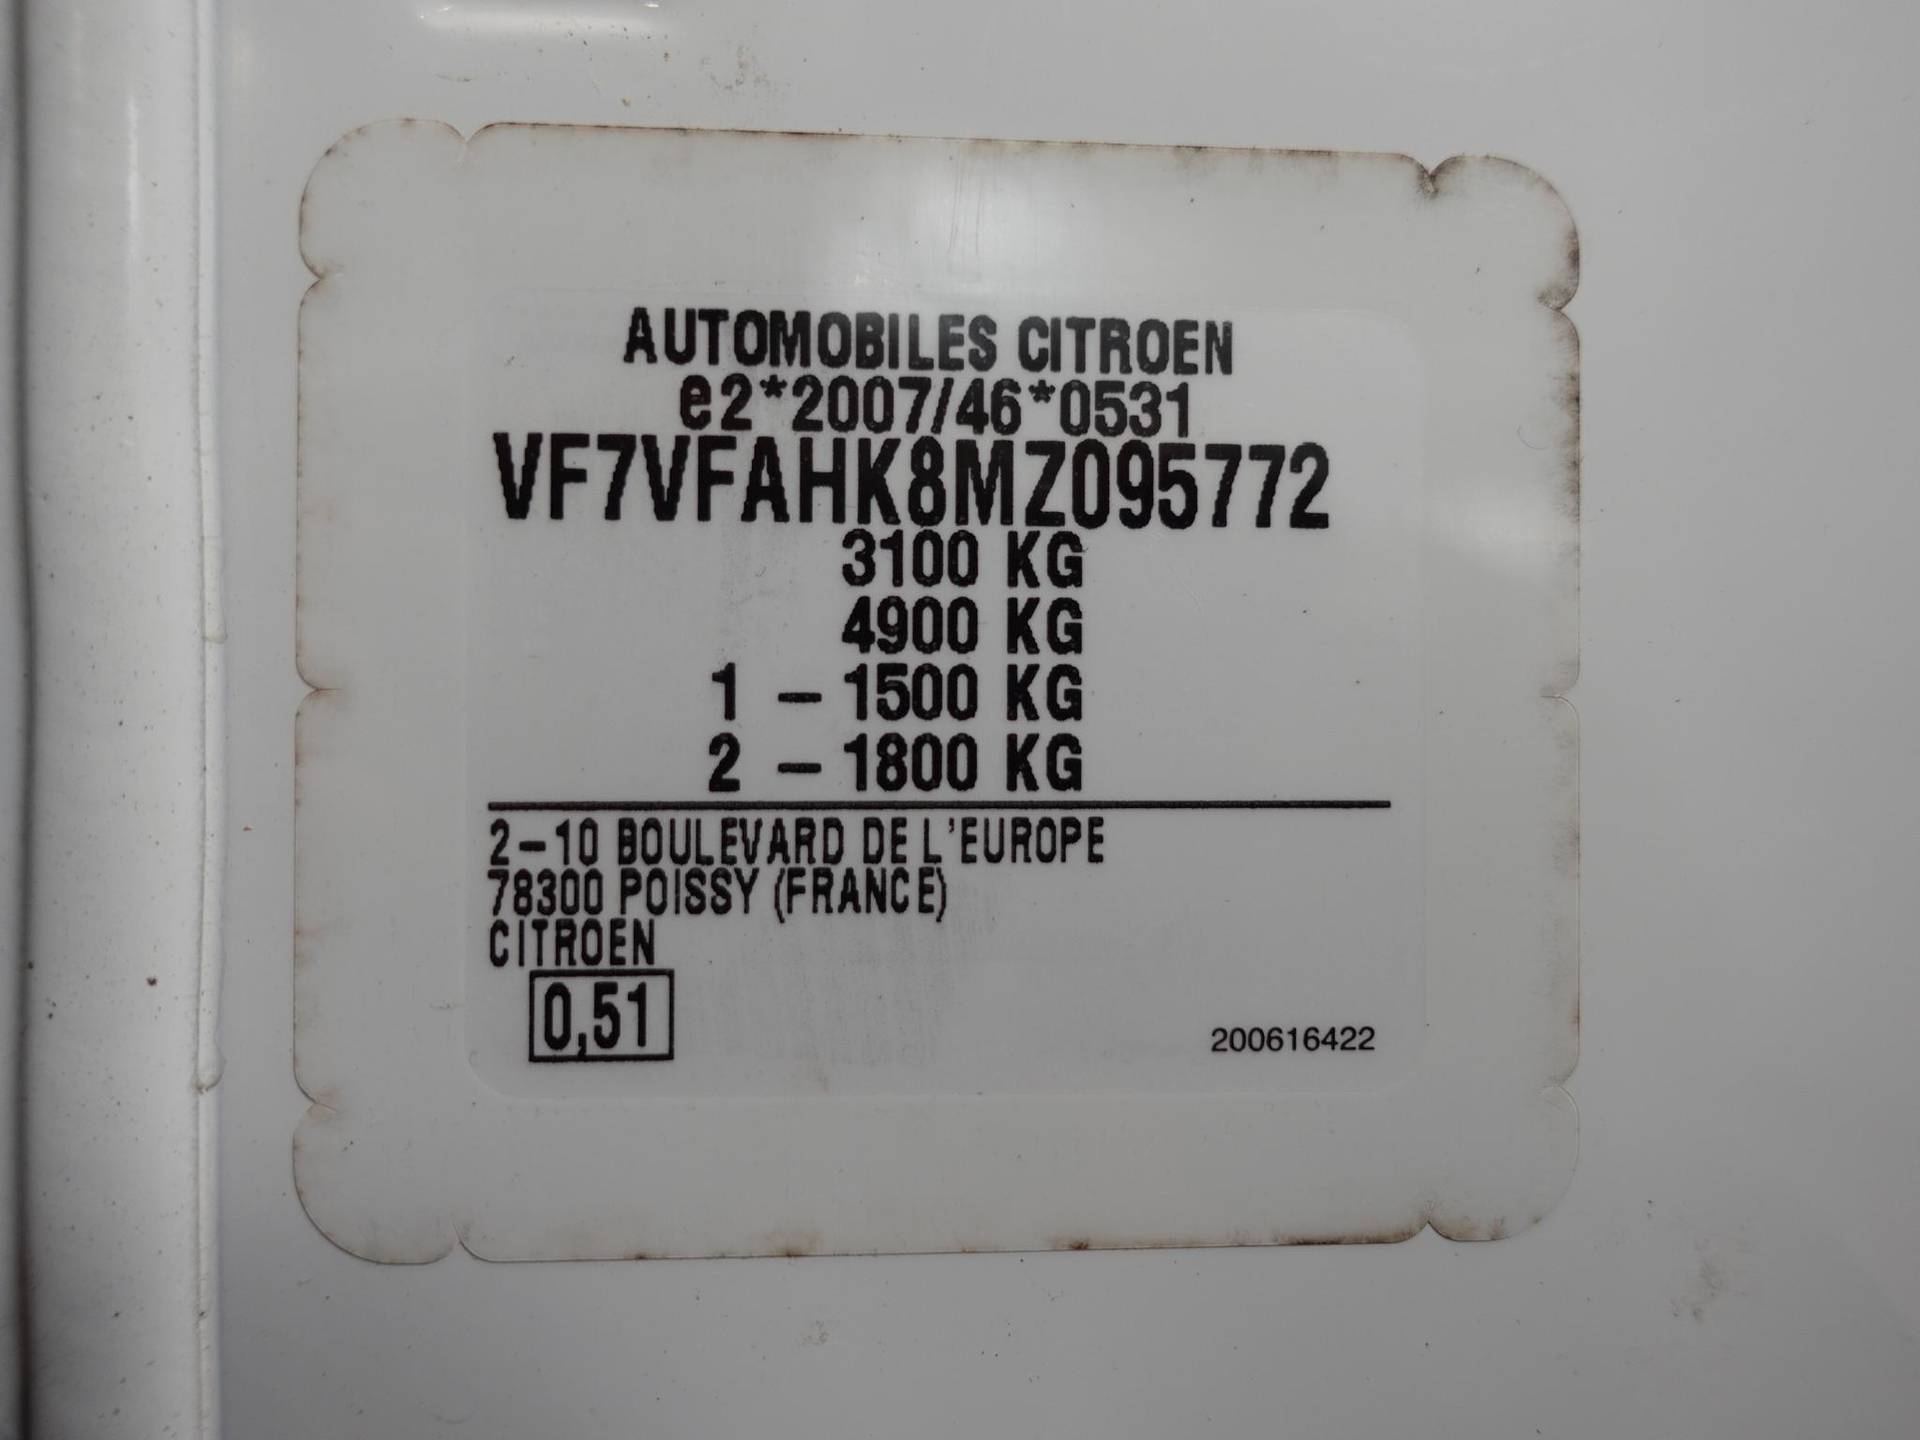 AUTOMOBILES CITROEN
e2*2007/46*0531
VF7VFAHK8MZ095772
3100 KG
4900 KG
1 – 1500 KG
2 – 1800 KG
2–10 BOULEVARD DE L'EUROPE
78300 POISSY (FRANCE)
CITROEN
0,51
200616422